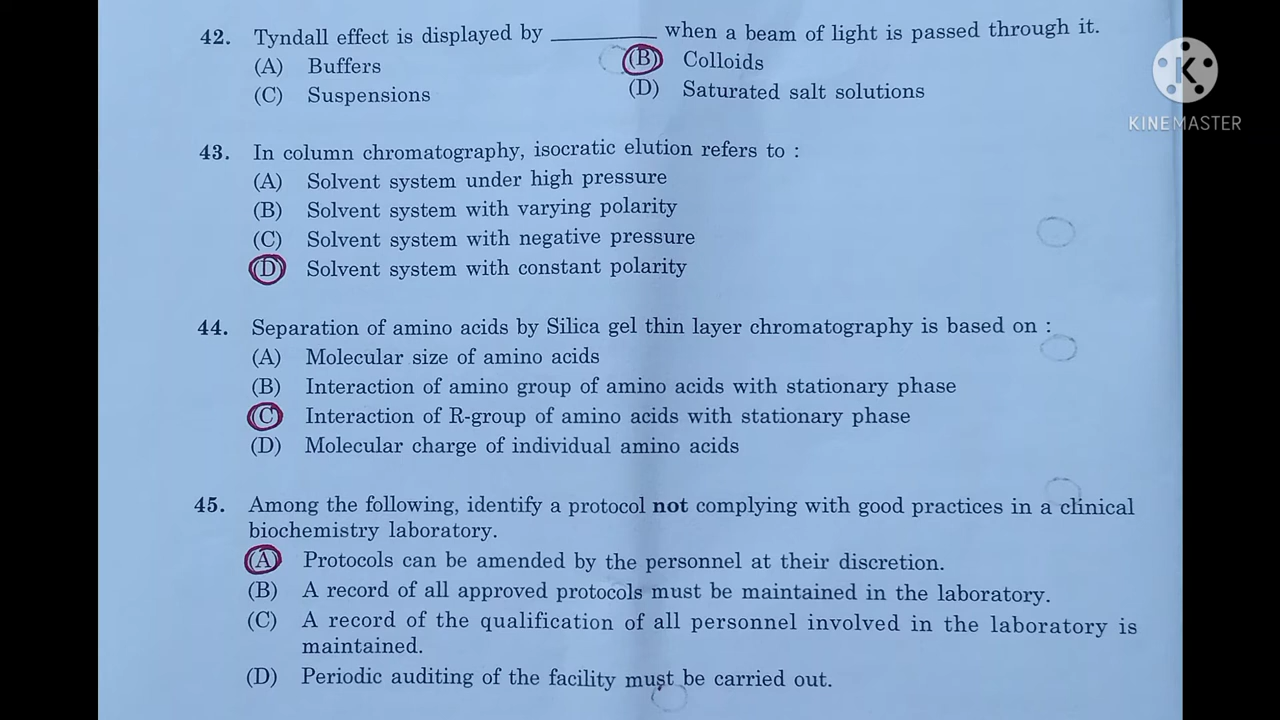 42. Tyndall effect is displayed by __________ when a beam of light is passed through it.
(A) Buffers (B) Colloids
(C) Suspensions (D) Saturated salt solutions
K
KINEMASTER
43. In column chromatography, isocratic elution refers to :
(A) Solvent system under high pressure
(B) Solvent system with varying polarity
(C) Solvent system with negative pressure
(D) Solvent system with constant polarity
44. Separation of amino acids by Silica gel thin layer chromatography is based on :
(A) Molecular size of amino acids
(B) Interaction of amino group of amino acids with stationary phase
(C) Interaction of R-group of amino acids with stationary phase
(D) Molecular charge of individual amino acids
45. Among the following, identify a protocol not complying with good practices in a clinical
biochemistry laboratory.
(A) Protocols can be amended by the personnel at their discretion.
(B) A record of all approved protocols must be maintained in the laboratory.
(C) A record of the qualification of all personnel involved in the laboratory is
maintained.
(D) Periodic auditing of the facility must be carried out.